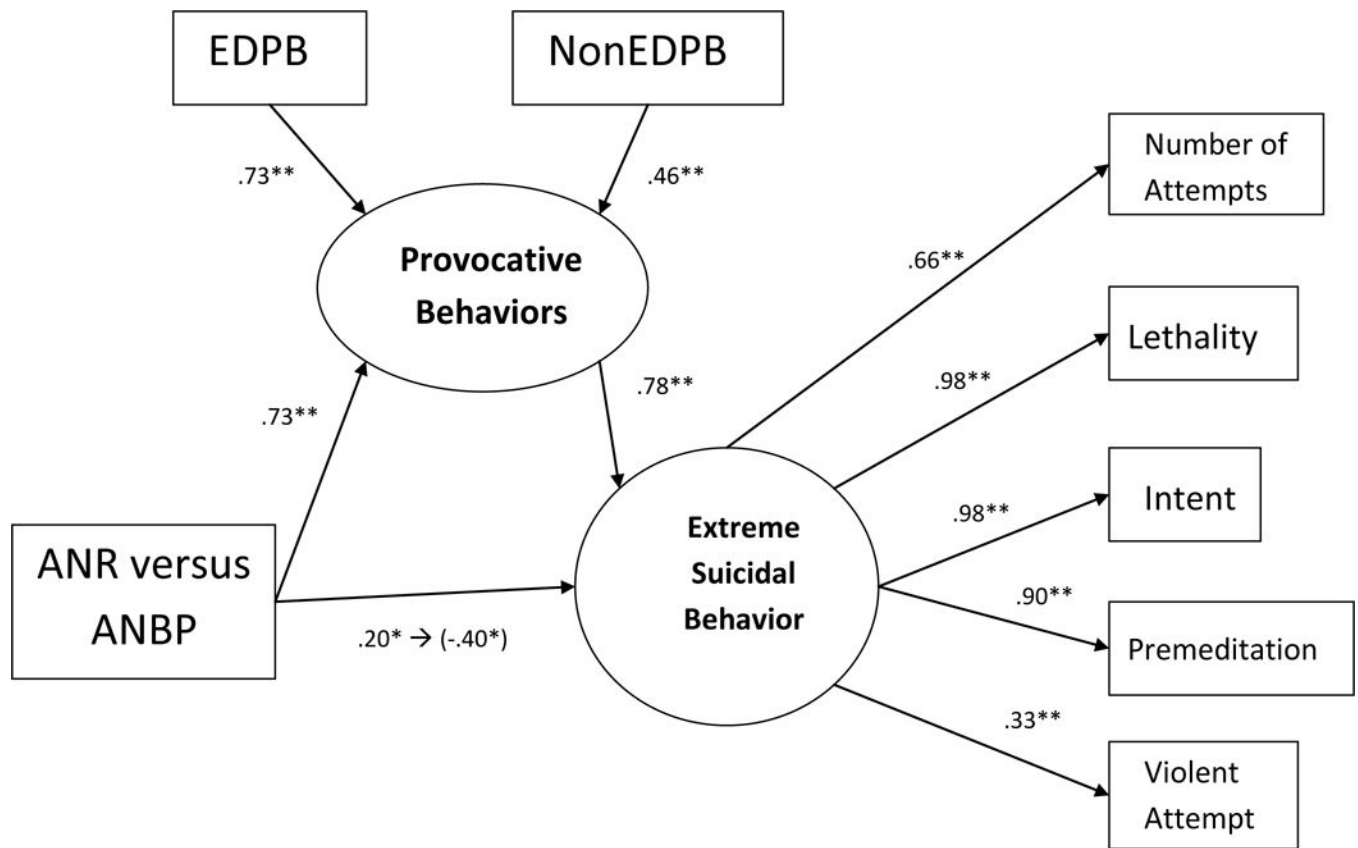 EDPB
NonEDPB
.73**
.46**
Provocative
Behaviors
Number of
Attempts
.66**
Lethality
.98**
.78**
.73**
Intent
.98**
Extreme
Suicidal
Behavior
ANR versus
ANBP
.20* → (-.40*)
.90**
Premeditation
.33**
Violent
Attempt